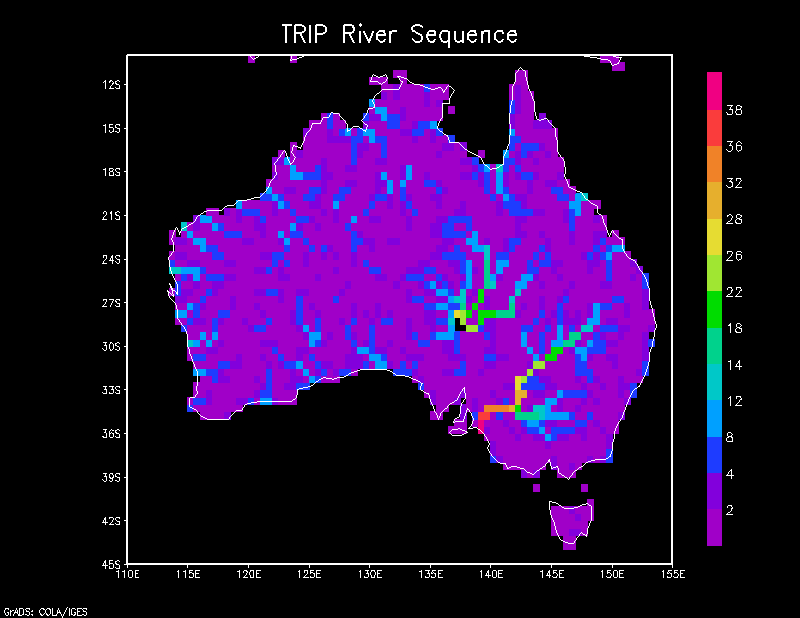 TRIP River Sequence
12S
15S
18S
21S
24S
27S
30S
33S
36S
39S
42S
45S
110E 115E 120E 125E 130E 135E 140E 145E 150E 155E
38
36
32
28
26
22
18
14
12
8
4
2
GrADS: COLA/IGES